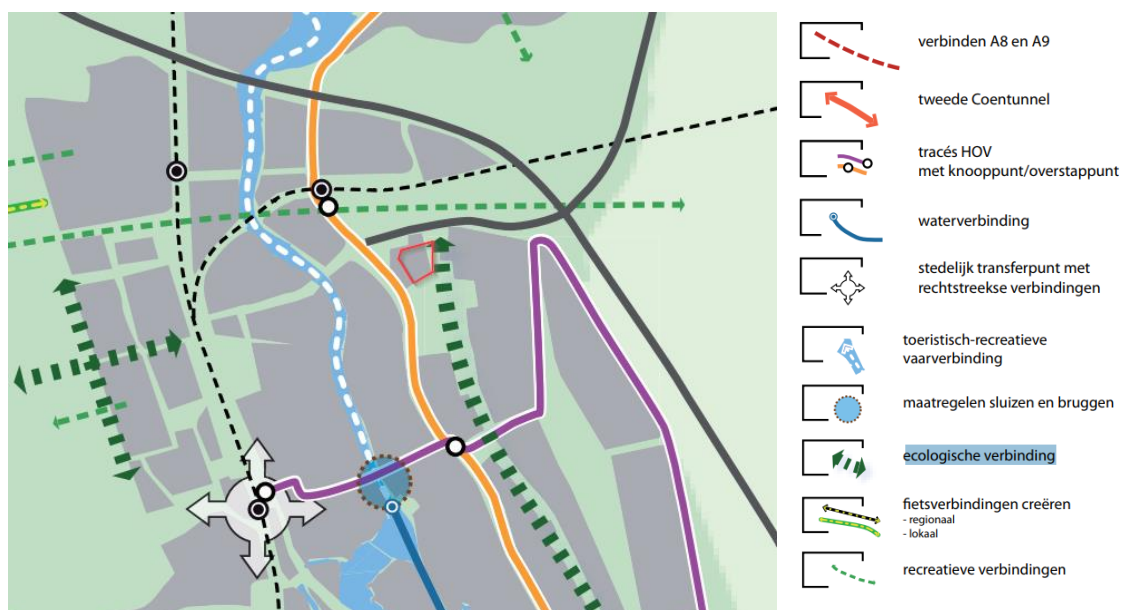 verbinden A8 en A9
tweede Coentunnel
tracés HOV
met knooppunt/overstappunt
waterverbinding
stedelijk transferpunt met
rechtstreekse verbindingen
toeristisch-recreatieve
vaarverbinding
maatregelen sluizen en bruggen
ecologische verbinding
fietsverbindingen creëren
- regionaal
- lokaal
recreatieve verbindingen